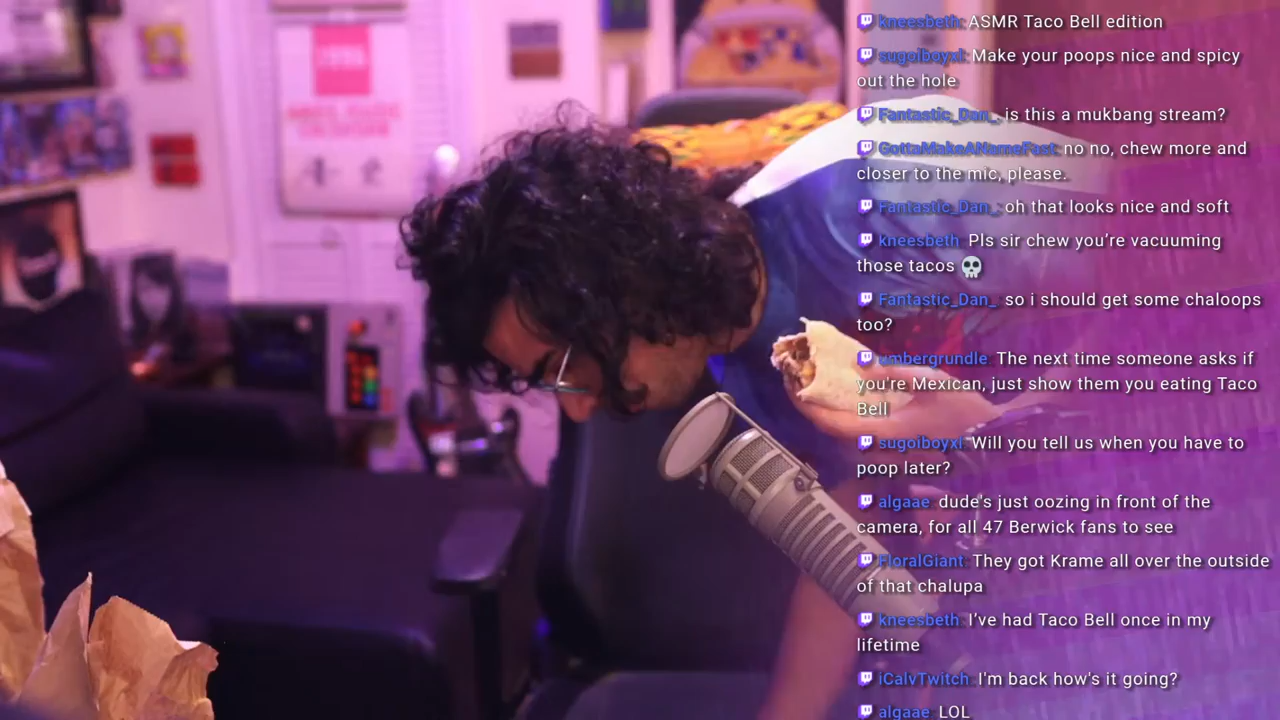 kneesbeth: ASMR Taco Bell edition
sugoiboyxl: Make your poops nice and spicy
out the hole
Fantastic_Dan_: is this a mukbang stream?
GottaMakeANameFast: no no, chew more and
closer to the mic, please.
Fantastic_Dan_: oh that looks nice and soft
kneesbeth: Pls sir chew you're vacuuming
those tacos 💀
Fantastic_Dan_: so i should get some chaloops
too?
umbergrundle: The next time someone asks if
you're Mexican, just show them you eating Taco
Bell
sugoiboyxl: Will you tell us when you have to
poop later?
algaae: dude's just oozing in front of the
camera, for all 47 Berwick fans to see
FloralGiant: They got Krame all over the outside
of that chalupa
kneesbeth: I've had Taco Bell once in my
lifetime
iCalvTwitch: I'm back how's it going?
algaae: LOL